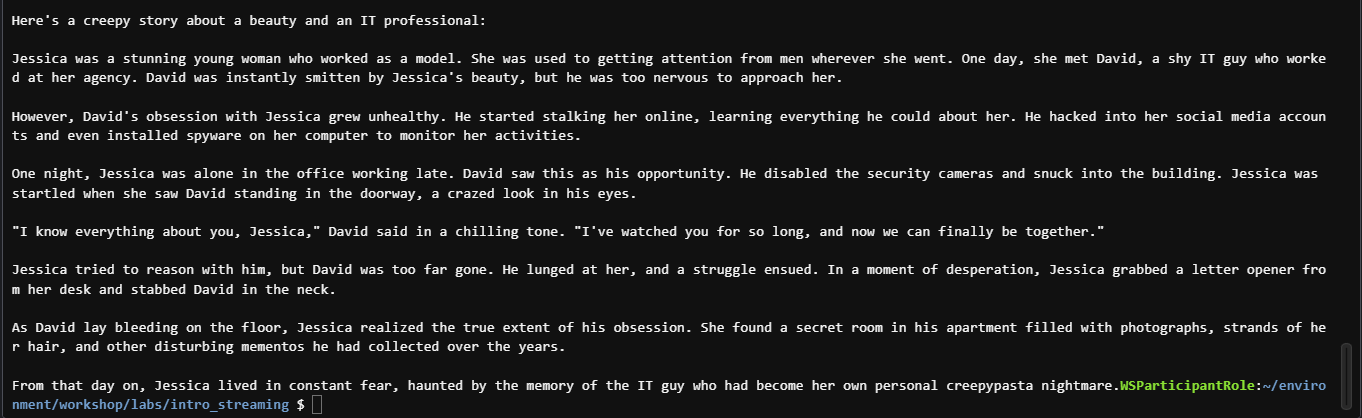 Here's a creepy story about a beauty and an IT professional:
Jessica was a stunning young woman who worked as a model. She was used to getting attention from men wherever she went. One day, she met David, a shy IT guy who worke
d at her agency. David was instantly smitten by Jessica's beauty, but he was too nervous to approach her.
However, David's obsession with Jessica grew unhealthy. He started stalking her online, learning everything he could about her. He hacked into her social media accoun
ts and even installed spyware on her computer to monitor her activities.
One night, Jessica was alone in the office working late. David saw this as his opportunity. He disabled the security cameras and snuck into the building. Jessica was
startled when she saw David standing in the doorway, a crazed look in his eyes.
"I know everything about you, Jessica," David said in a chilling tone. "I've watched you for so long, and now we can finally be together."
Jessica tried to reason with him, but David was too far gone. He lunged at her, and a struggle ensued. In a moment of desperation, Jessica grabbed a letter opener fro
m her desk and stabbed David in the neck.
As David lay bleeding on the floor, Jessica realized the true extent of his obsession. She found a secret room in his apartment filled with photographs, strands of he
r hair, and other disturbing mementos he had collected over the years.
From that day on, Jessica lived in constant fear, haunted by the memory of the IT guy who had become her own personal creepypasta nightmare.WSParticipantRole:~/enviro
nment/workshop/labs/intro_streaming $